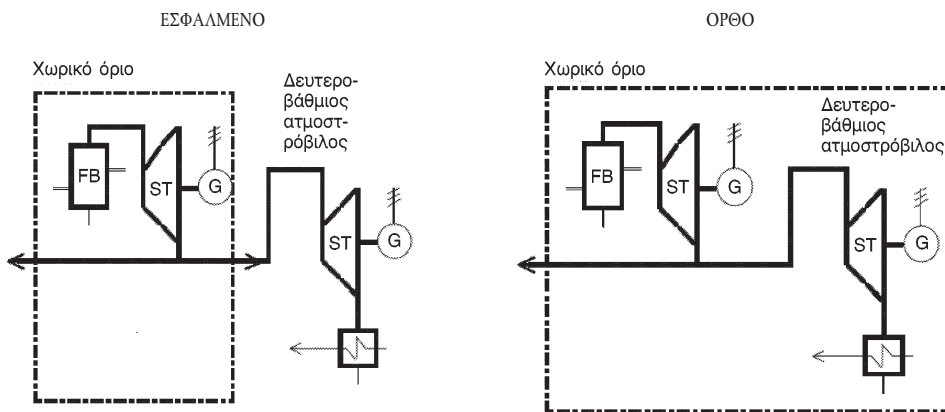 ΕΣΦΑΛΜΕΝΟ
Χωρικό όριο
Δευτερο-
βάθμιος
ατμοστ-
ρόβιλος
FB
ST
G
ST
G
ΟΡΘΟ
Χωρικό όριο
Δευτερο-
βάθμιος
ατμοστρόβιλος
FB
ST
G
ST
G